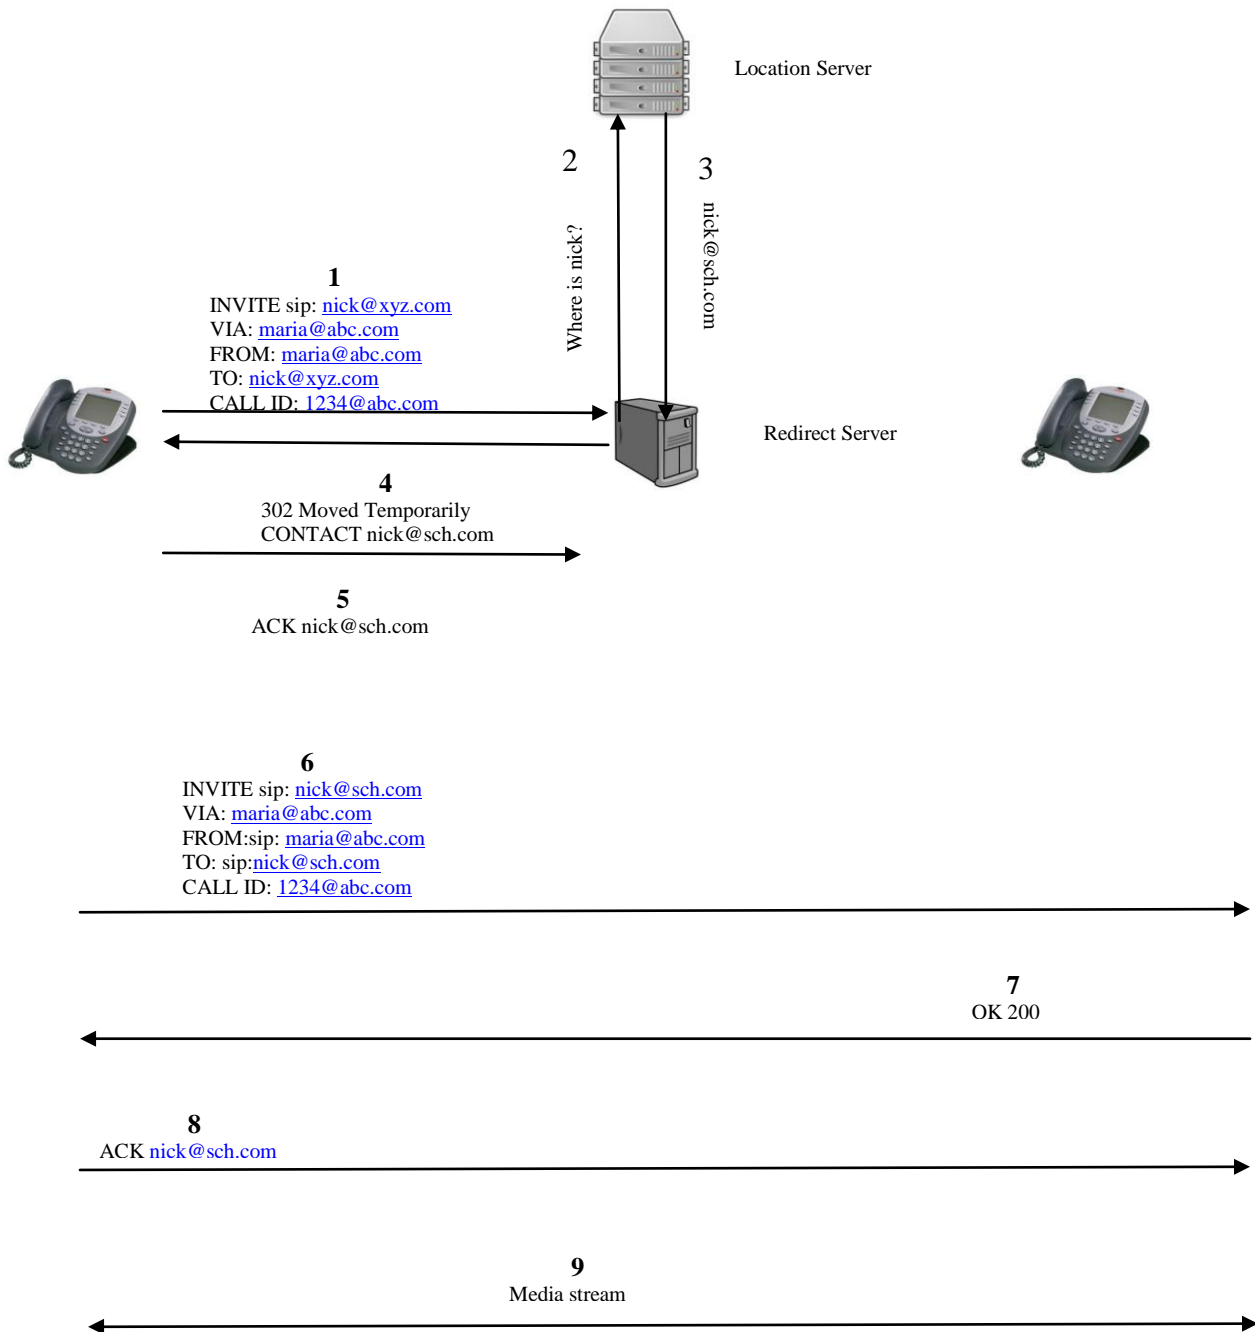 Location Server
2
3
Where is nick?
nick@sch.com
1
INVITE sip: nick@xyz.com
VIA: maria@abc.com
FROM: maria@abc.com
TO: nick@xyz.com
CALL ID: 1234@abc.com
Redirect Server
4
302 Moved Temporarily
CONTACT nick@sch.com
5
ACK nick@sch.com
6
INVITE sip: nick@sch.com
VIA: maria@abc.com
FROM:sip: maria@abc.com
TO: sip:nick@sch.com
CALL ID: 1234@abc.com
7
OK 200
8
ACK nick@sch.com
9
Media stream